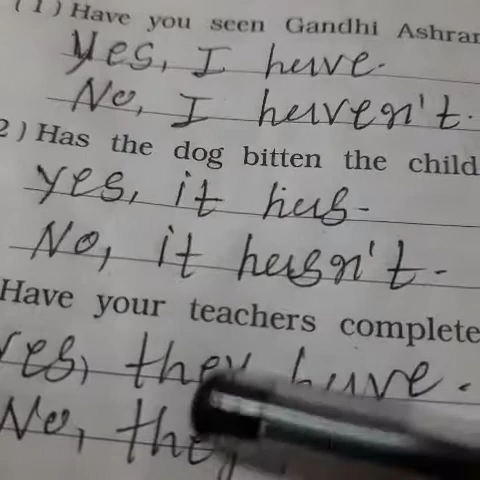 (1) Have you seen Gandhi Ashram
Yes, I have.
No, I haven't.
2) Has the dog bitten the child
Yes, it has.
No, it hasn't.
Have your teachers complete
Yes, they have.
No, they